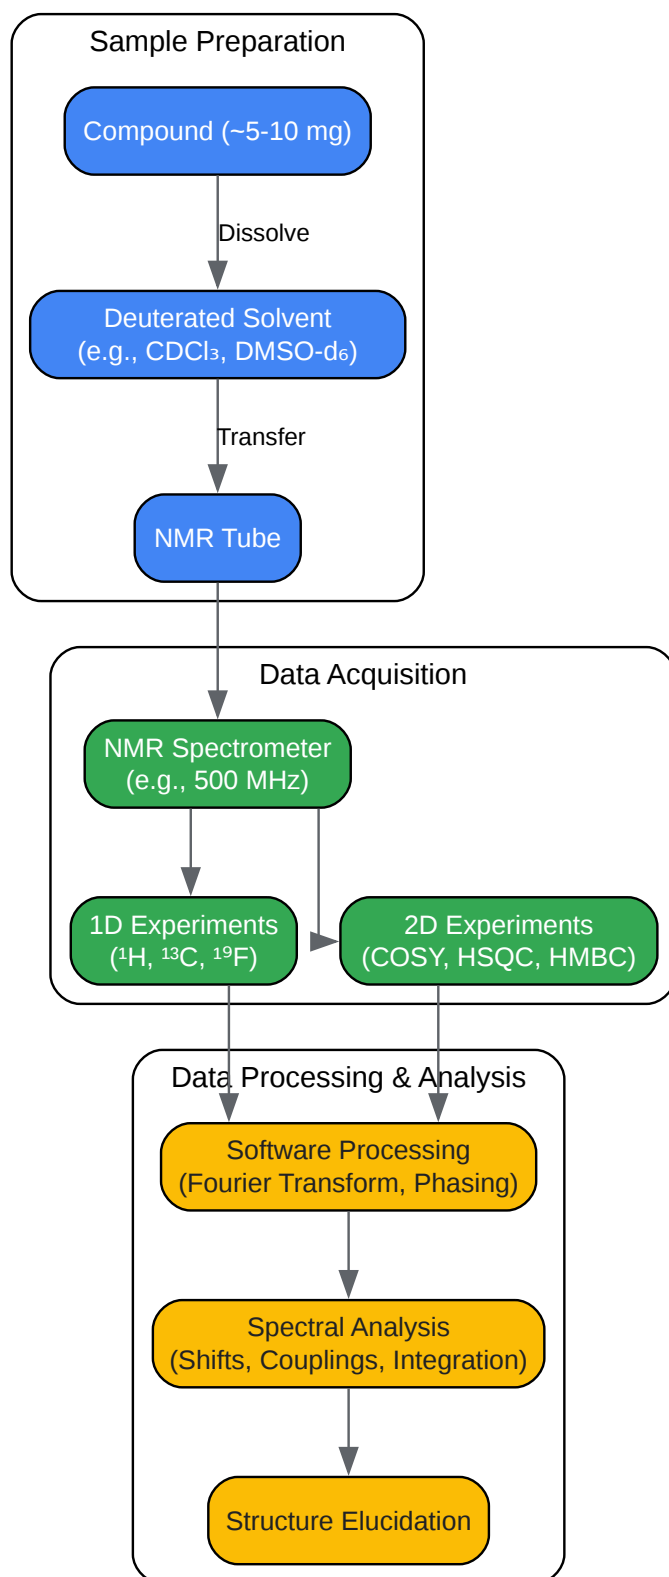 Sample Preparation
Compound (~5-10 mg)
Dissolve
Deuterated Solvent
(e.g., CDCl₃, DMSO-d₆)
Transfer
NMR Tube
Data Acquisition
NMR Spectrometer
(e.g., 500 MHz)
1D Experiments
(¹H, ¹³C, ¹⁹F)
2D Experiments
(COSY, HSQC, HMBC)
Data Processing & Analysis
Software Processing
(Fourier Transform, Phasing)
Spectral Analysis
(Shifts, Couplings, Integration)
Structure Elucidation